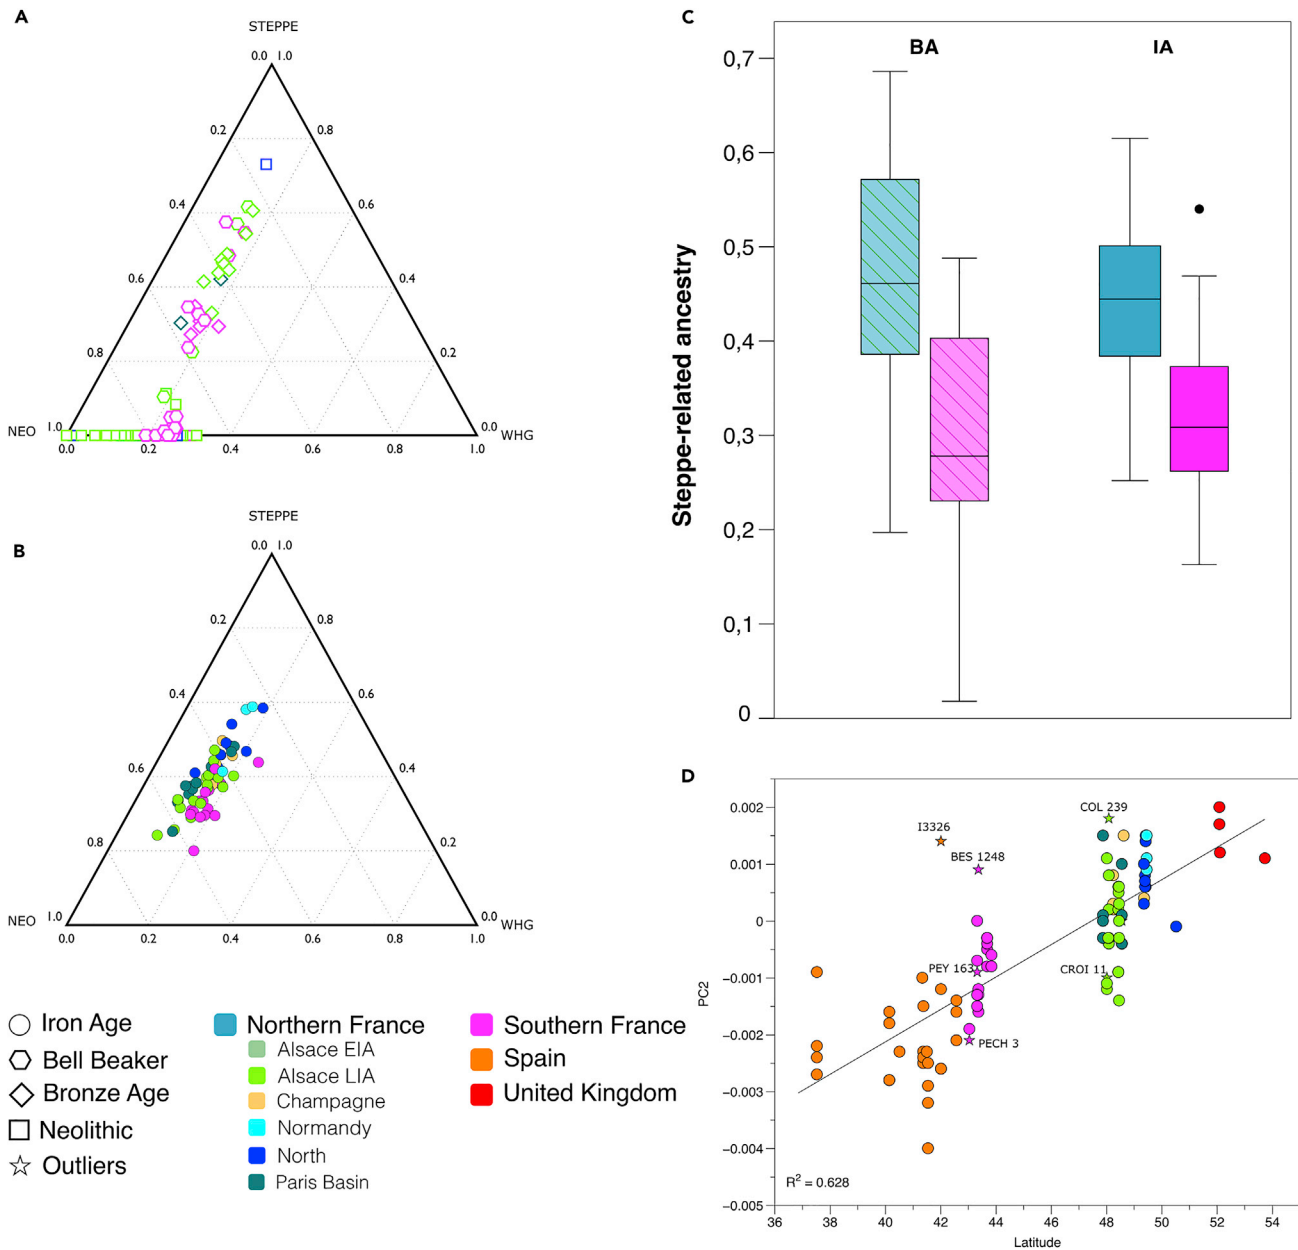 A
STEPPE
0.0 1.0
0.2 0.8
0.4 0.6
0.6 0.4
0.8 0.2
NEO 1.0 0.0 WHG
0.0 0.2 0.4 0.6 0.8 1.0
B
STEPPE
0.0 1.0
0.2 0.8
0.4 0.6
0.6 0.4
0.8 0.2
NEO 1.0 0.0 WHG
0.0 0.2 0.4 0.6 0.8 1.0
Iron Age
Bell Beaker
Bronze Age
Neolithic
Outliers
Northern France
Alsace EIA
Alsace LIA
Champagne
Normandy
North
Paris Basin
Southern France
Spain
United Kingdom
C
BA IA
Steppe-related ancestry
0,7
0,6
0,5
0,4
0,3
0,2
0,1
0
D
PC2
0.002
0.001
0
−0.001
−0.002
−0.003
−0.004
−0.005
COL 239
I3326
BES 1248
PEY 163
CROI 11
PECH 3
R2 = 0.628
36 38 40 42 44 46 48 50 52 54
Latitude